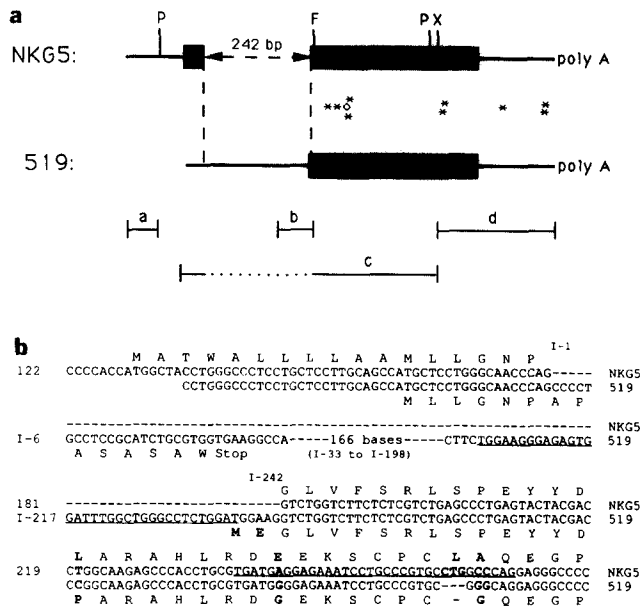 a
P F P X
NKG5: 242 bp poly A
* * * ◇ * * * * * *
519: poly A
a b d
c
b
I-1
M A T W A L L L L A A M L L G N P
122 CCCCACCATGGCTACCTGGGCCCTCCTGCTCCTTGCAGCCATGCTCCTGGGCAACCCAG----- NKG5
CCTGGGCCCTCCTGCTCCTTGCAGCCATGCTCCTGGGCAACCCAGCCCCT 519
M L L G N P A P
---------------------------------------------------------------- NKG5
I-6 GCCTCCGCATCTGCGTGGTGAAGGCCA------166 bases------CTTCTGGAAGGGAGAGTG 519
A S A S A W Stop (I-33 to I-198)
I-242
G L V F S R L S P E Y Y D
181 --------------------------GTCTGGTCTTCTCTCGTCTGAGCCCTGAGTACTACGAC NKG5
I-217 GATTTGGCTGGGCCTCTGGATGGAAGGTCTGGTCTTCTCTCGTCTGAGCCCTGAGTACTACGAC 519
M E G L V F S R L S P E Y Y D
L A R A H L R D E E K S C P C L A Q E G P
219 CTGGCAAGAGCCCACCTGCGTGATGAGGAGAAATCCTGCCCGTGCCTGGCCCAGGAGGGCCCC NKG5
CCGGCAAGAGCCCACCTGCGTGATGGGGAGAAATCCTGCCCGTGC---GGGCAGGAGGGCCCC 519
P A R A H L R D G E K S C P C - G Q E G P